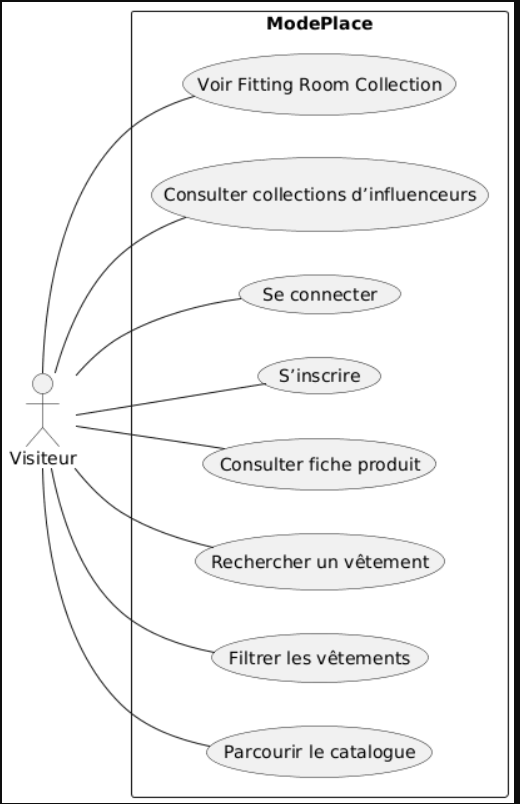 ModePlace
Voir Fitting Room Collection
Consulter collections d’influenceurs
Se connecter
S’inscrire
Visiteur
Consulter fiche produit
Rechercher un vêtement
Filtrer les vêtements
Parcourir le catalogue